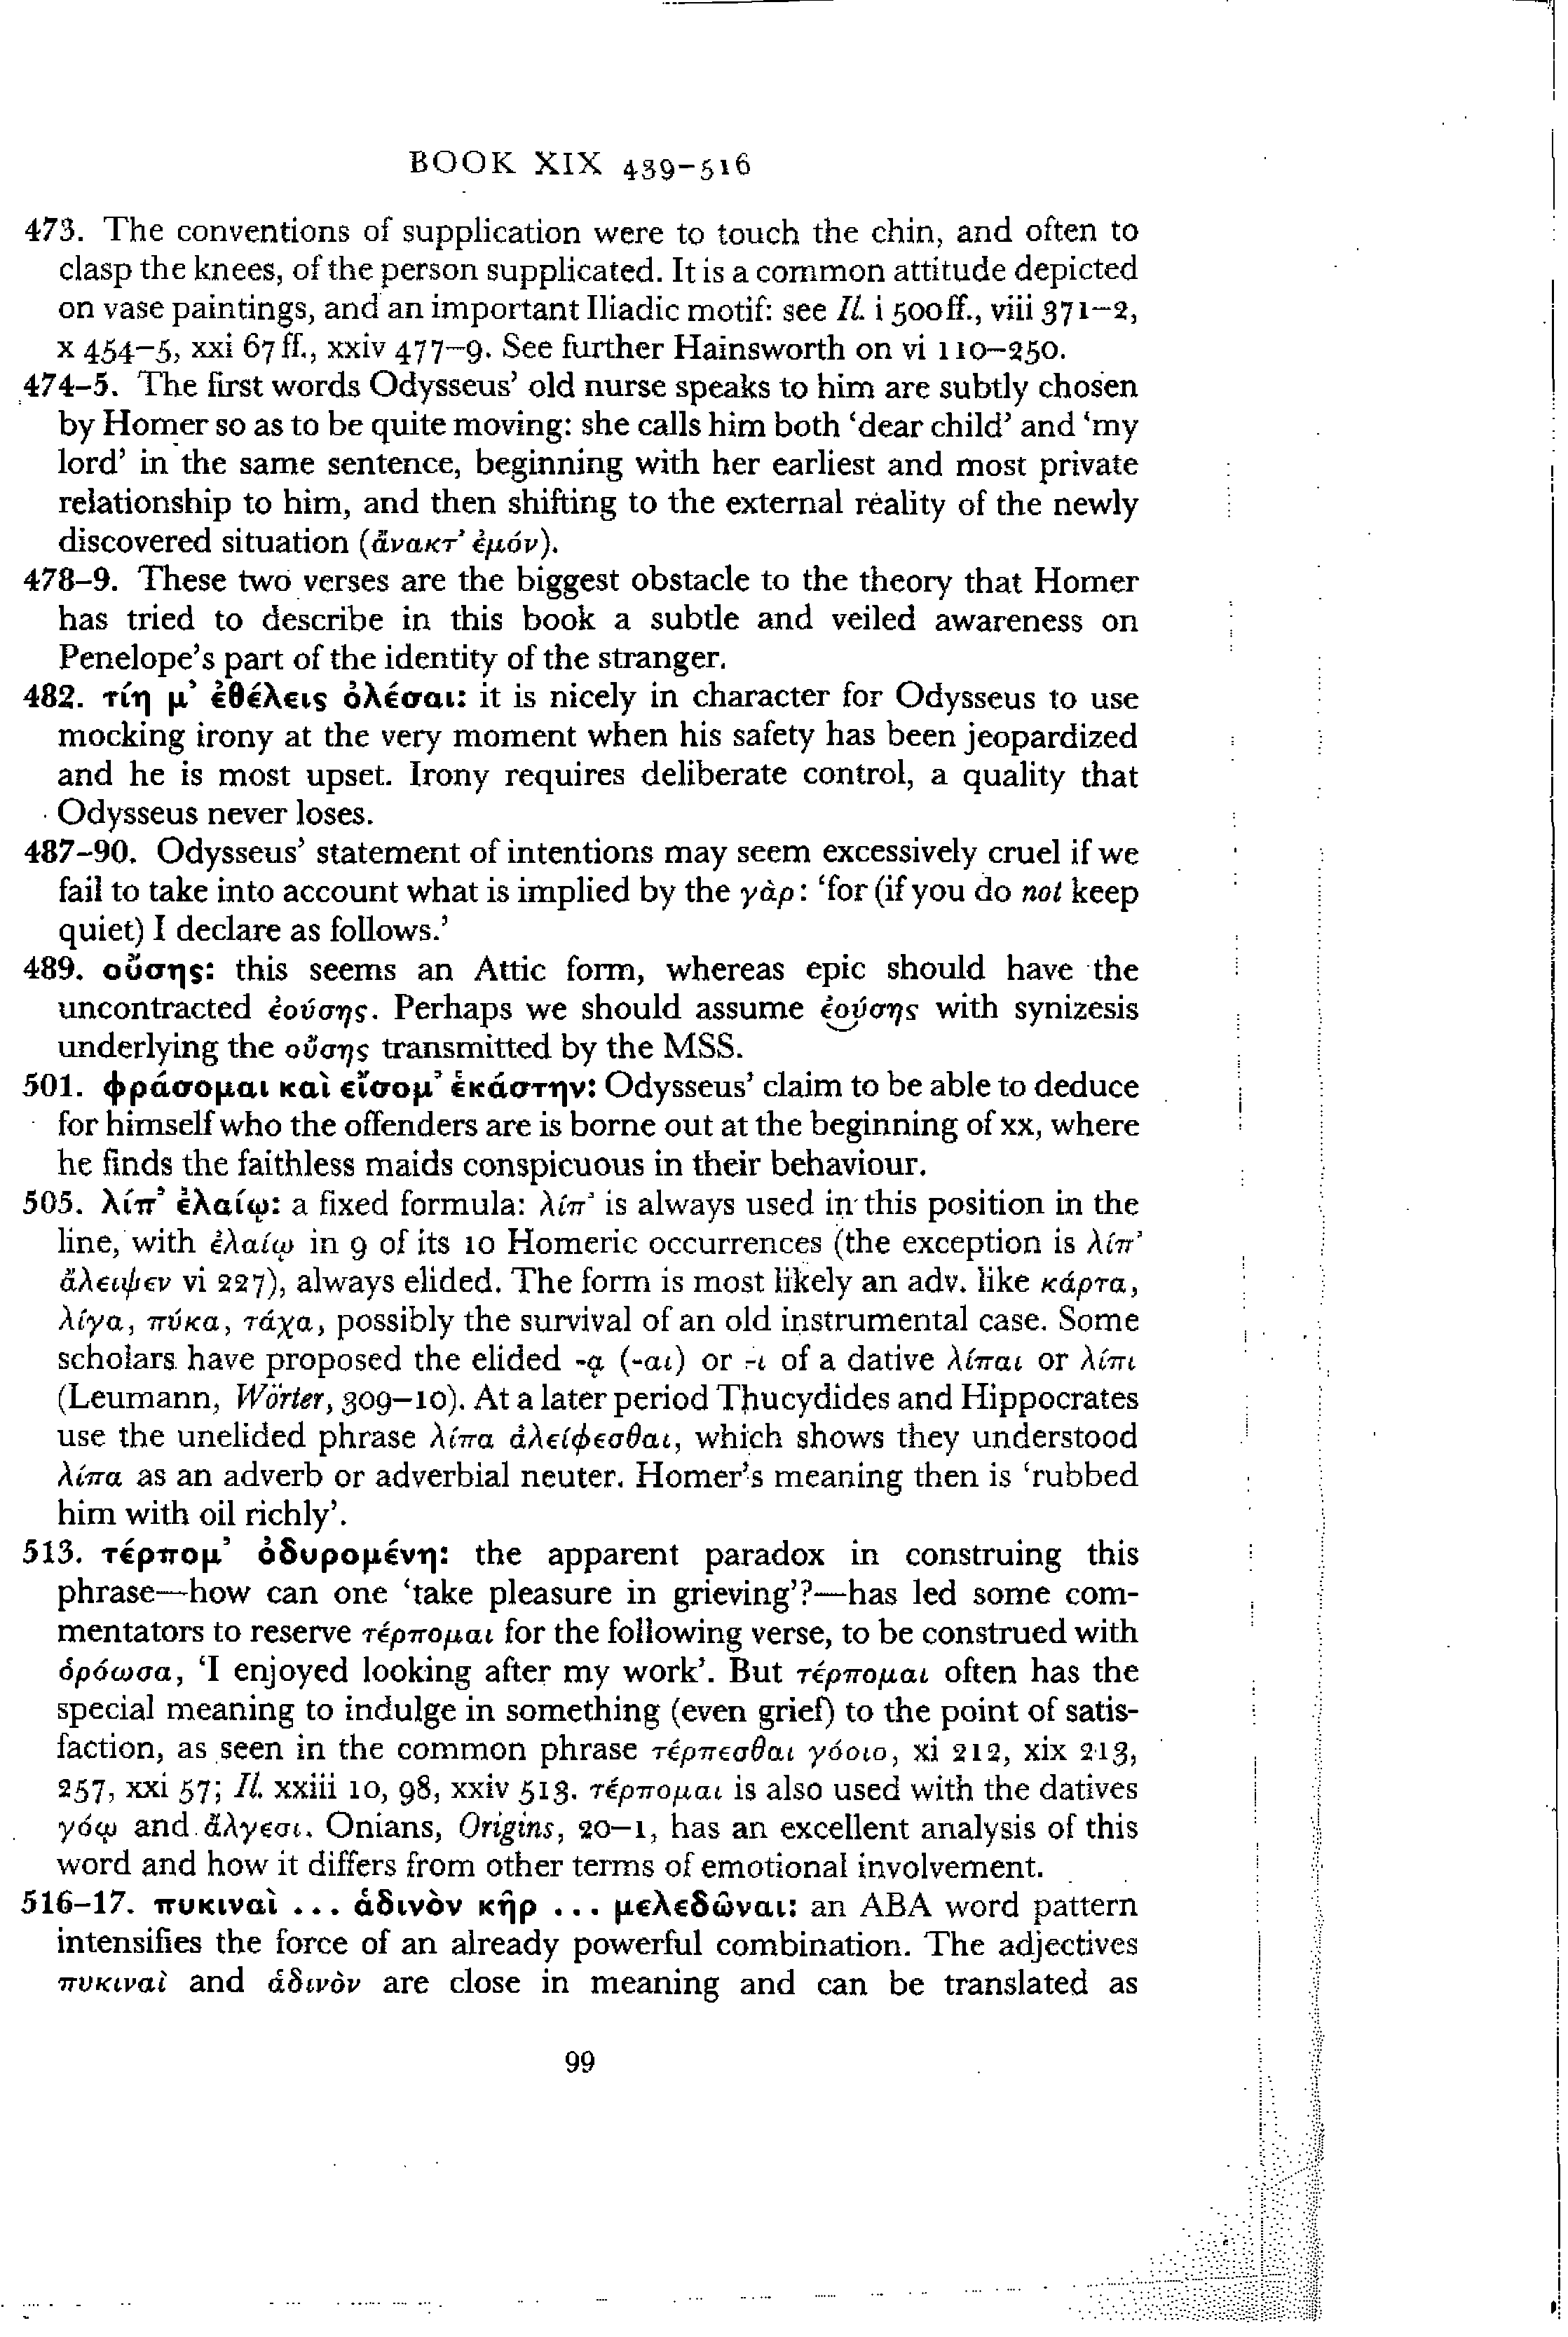 BOOK XIX 439–516
473. The conventions of supplication were to touch the chin, and often to
clasp the knees, of the person supplicated. It is a common attitude depicted
on vase paintings, and an important Iliadic motif: see Il. i 500ff., viii 371–2,
x 454–5, xxi 67 ff., xxiv 477–9. See further Hainsworth on vi 110–250.
474–5. The first words Odysseus’ old nurse speaks to him are subtly chosen
by Homer so as to be quite moving: she calls him both ‘dear child’ and ‘my
lord’ in the same sentence, beginning with her earliest and most private
relationship to him, and then shifting to the external reality of the newly
discovered situation (ἄνακτ’ ἐμόν).
478–9. These two verses are the biggest obstacle to the theory that Homer
has tried to describe in this book a subtle and veiled awareness on
Penelope’s part of the identity of the stranger.
482. τίη μ’ ἐθέλεις ὀλέσαι: it is nicely in character for Odysseus to use
mocking irony at the very moment when his safety has been jeopardized
and he is most upset. Irony requires deliberate control, a quality that
Odysseus never loses.
487–90. Odysseus’ statement of intentions may seem excessively cruel if we
fail to take into account what is implied by the γὰρ: ‘for (if you do not keep
quiet) I declare as follows.’
489. οὔσης: this seems an Attic form, whereas epic should have the
uncontracted ἐούσης. Perhaps we should assume ἐούσης with synizesis
underlying the οὔσης transmitted by the MSS.
501. φράσομαι καὶ εἴσομ’ ἑκάστην: Odysseus’ claim to be able to deduce
for himself who the offenders are is borne out at the beginning of xx, where
he finds the faithless maids conspicuous in their behaviour.
505. λίπ’ ἐλαίῳ: a fixed formula: λίπ’ is always used in this position in the
line, with ἐλαίῳ in 9 of its 10 Homeric occurrences (the exception is λίπ’
ἄλειψεν vi 227), always elided. The form is most likely an adv. like κάρτα,
λίγα, πύκα, τάχα, possibly the survival of an old instrumental case. Some
scholars have proposed the elided -ᾳ (-αι) or -ι of a dative λίπαι or λίπι
(Leumann, Wörter, 309–10). At a later period Thucydides and Hippocrates
use the unelided phrase λίπα ἀλείφεσθαι, which shows they understood
λίπα as an adverb or adverbial neuter. Homer’s meaning then is ‘rubbed
him with oil richly’.
513. τέρπομ’ ὀδυρομένη: the apparent paradox in construing this
phrase—how can one ‘take pleasure in grieving’?—has led some com-
mentators to reserve τέρπομαι for the following verse, to be construed with
ὁρόωσα, ‘I enjoyed looking after my work’. But τέρπομαι often has the
special meaning to indulge in something (even grief) to the point of satis-
faction, as seen in the common phrase τέρπεσθαι γόοιο, xi 212, xix 213,
257, xxi 57; Il. xxiii 10, 98, xxiv 513. τέρπομαι is also used with the datives
γόῳ and ἄλγεσι. Onians, Origins, 20–1, has an excellent analysis of this
word and how it differs from other terms of emotional involvement.
516–17. πυκιναὶ ... ἁδινὸν κῆρ ... μελεδῶναι: an ABA word pattern
intensifies the force of an already powerful combination. The adjectives
πυκιναὶ and ἁδινὸν are close in meaning and can be translated as
99